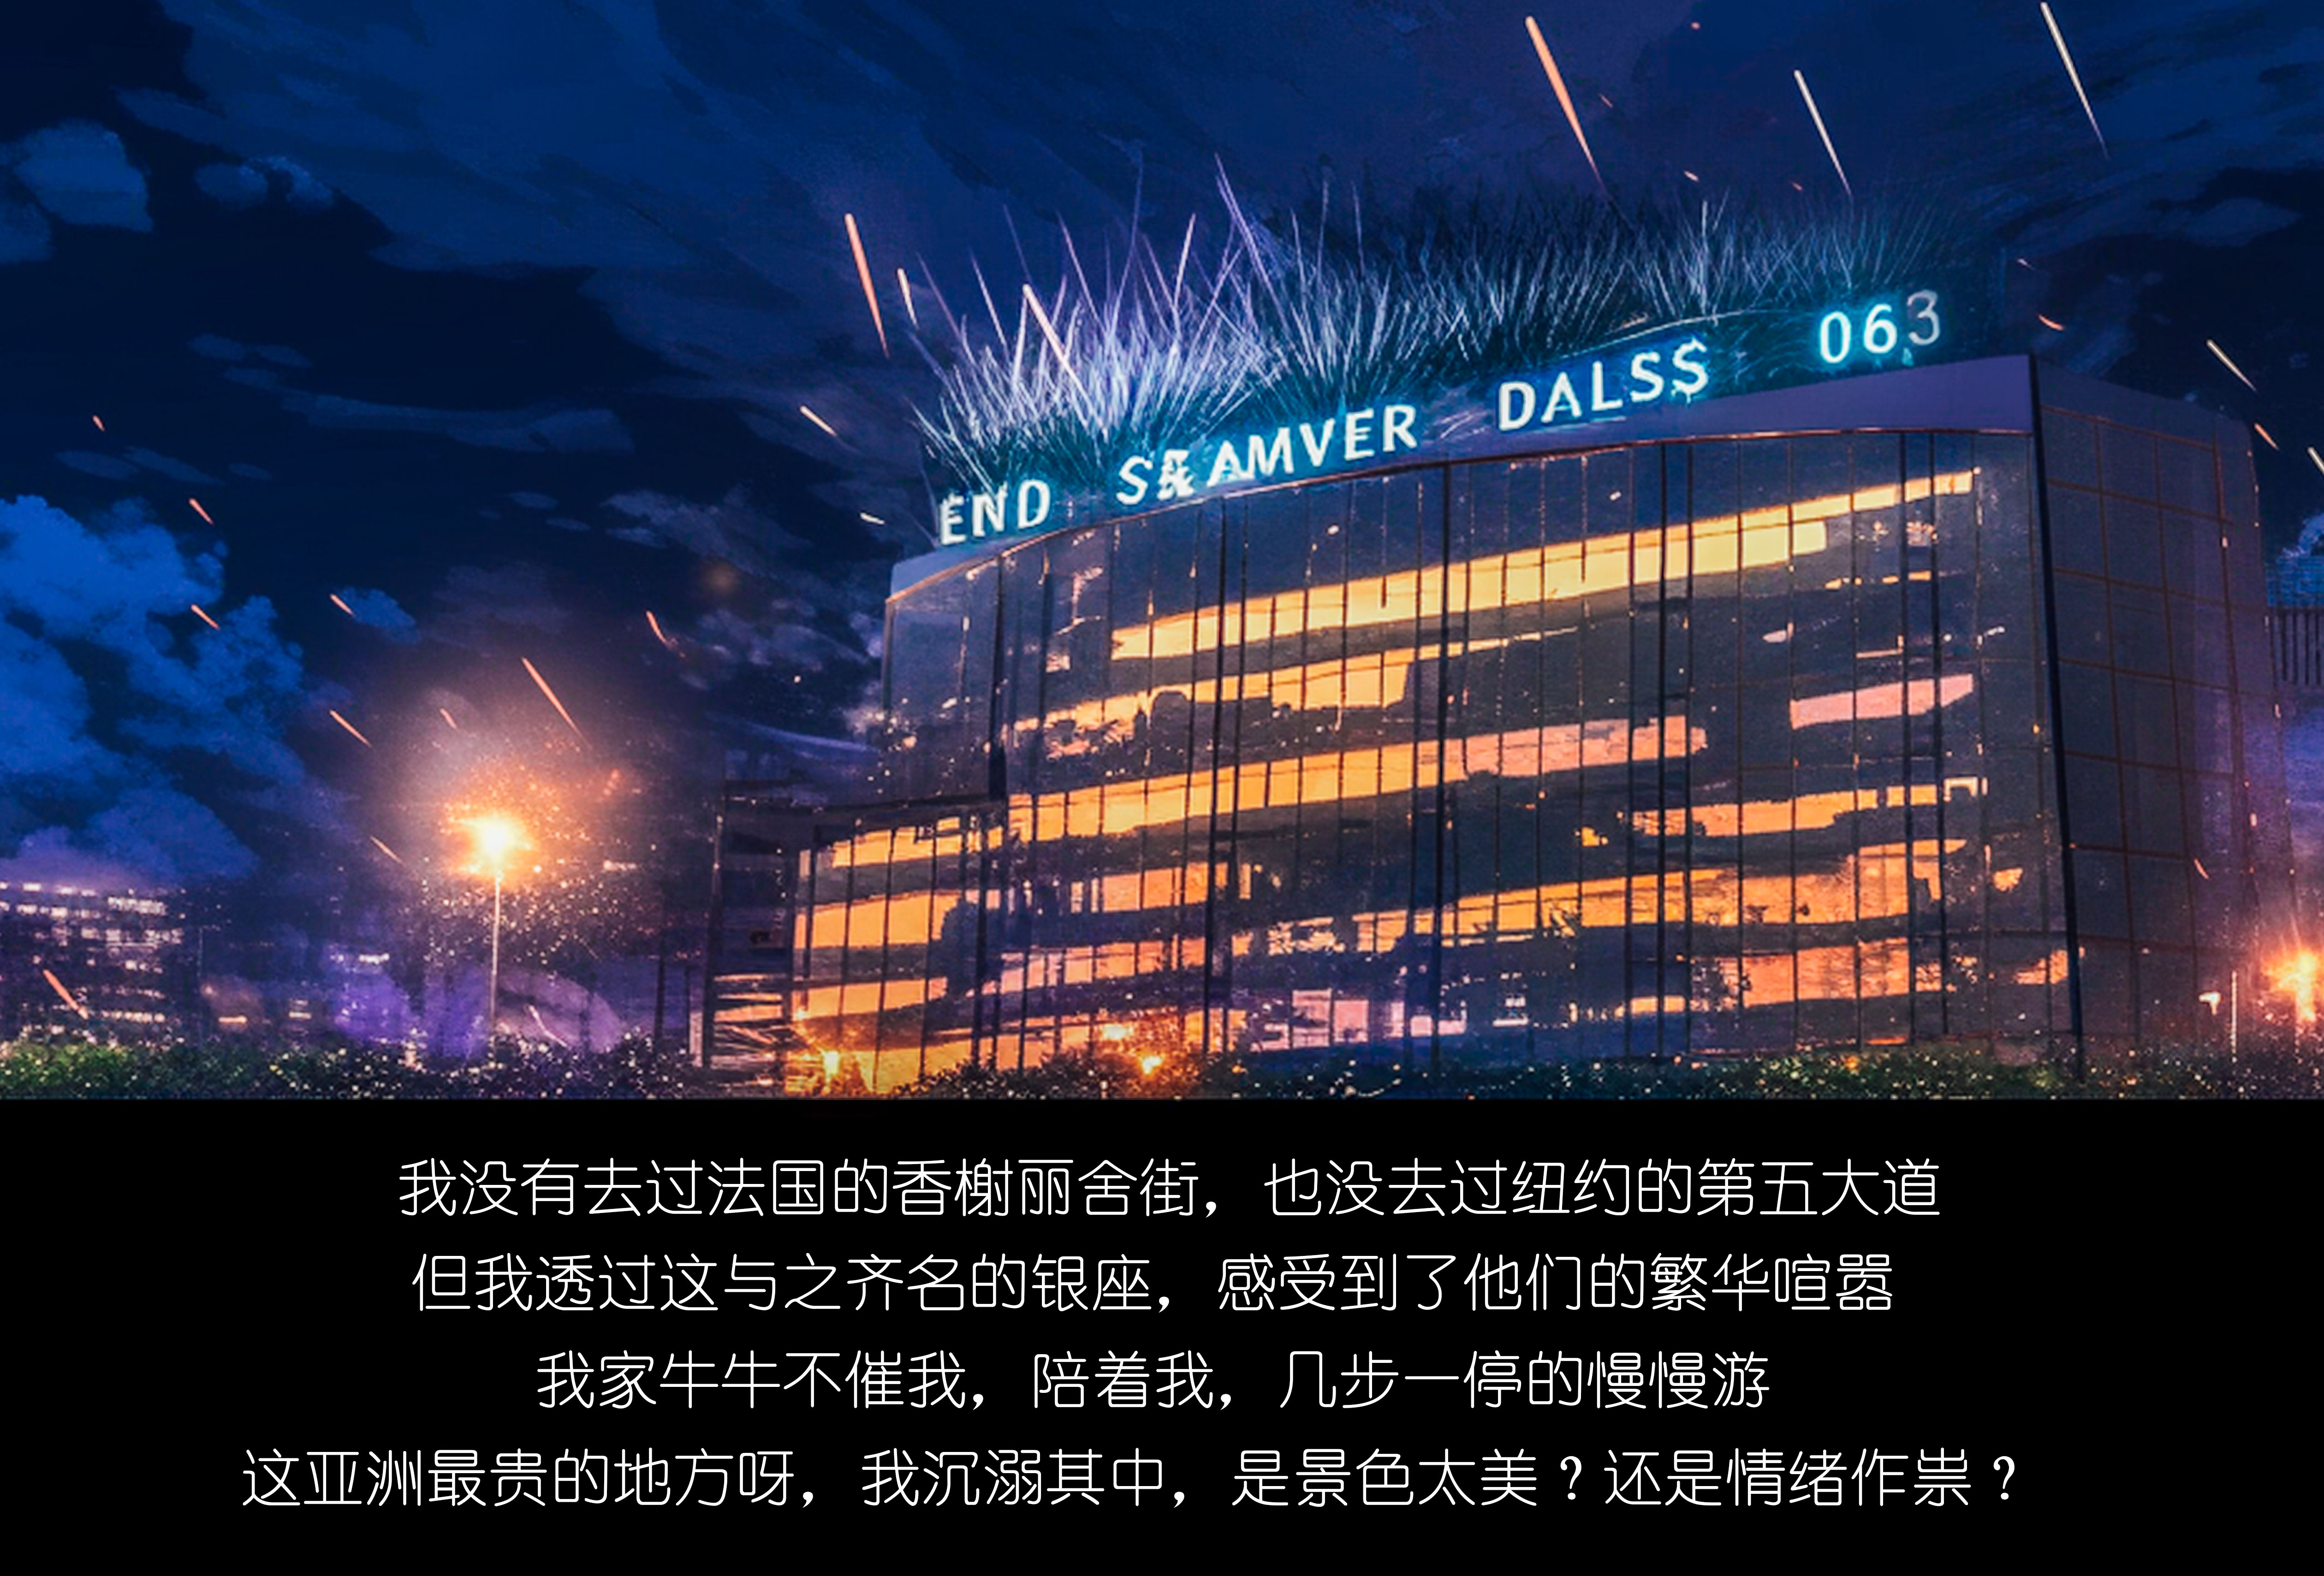 END S&AMVER DALSS 063
我没有去过法国的香榭丽舍街，也没去过纽约的第五大道
但我透过这与之齐名的银座，感受到了他们的繁华喧嚣
我家牛牛不催我，陪着我，几步一停的慢慢游
这亚洲最贵的地方呀，我沉溺其中，是景色太美？还是情绪作祟？